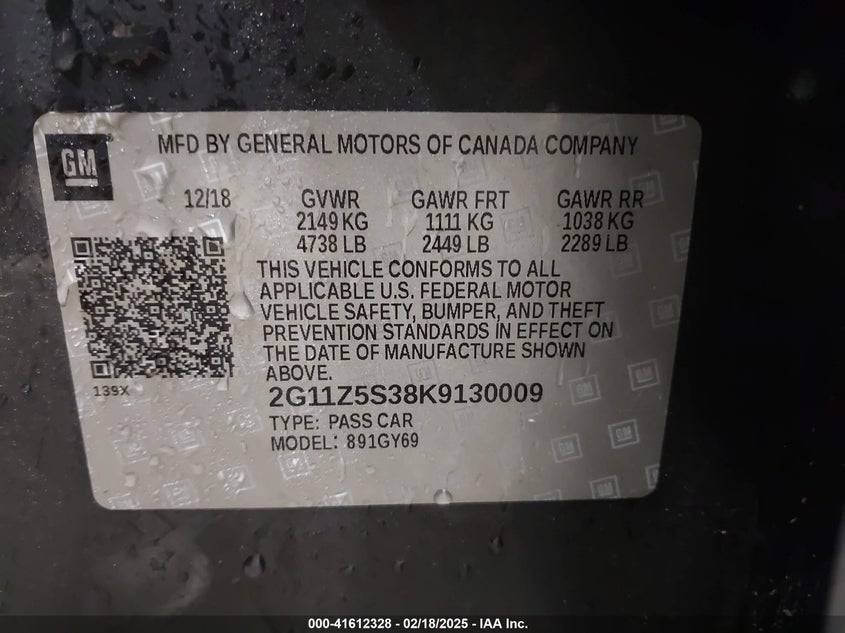 GM
MFD BY GENERAL MOTORS OF CANADA COMPANY
12/18 GVWR GAWR FRT GAWR RR
2149 KG 1111 KG 1038 KG
4738 LB 2449 LB 2289 LB
THIS VEHICLE CONFORMS TO ALL
APPLICABLE U.S. FEDERAL MOTOR
VEHICLE SAFETY, BUMPER, AND THEFT
PREVENTION STANDARDS IN EFFECT ON
THE DATE OF MANUFACTURE SHOWN
ABOVE.
139X
2G11Z5S38K9130009
TYPE: PASS CAR
MODEL: 891GY69
000-41612328 - 02/18/2025 - IAA Inc.